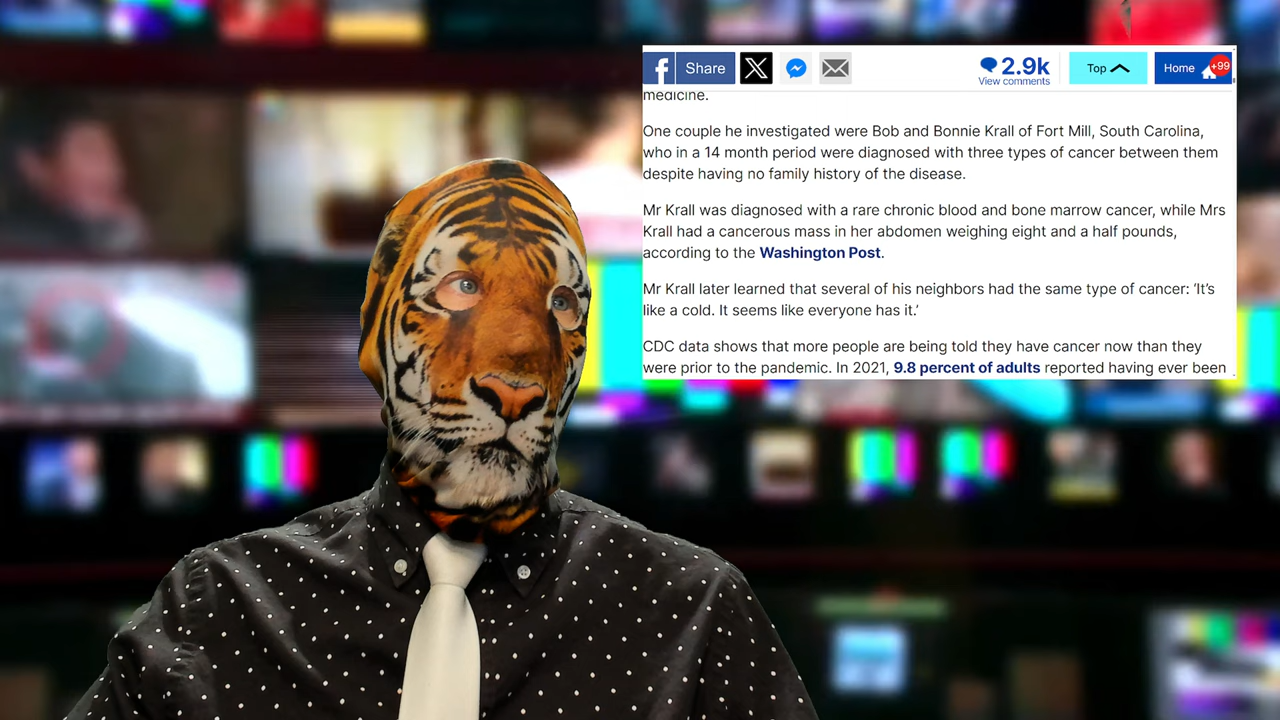 Share
2.9k
View comments
Top
Home
+99
medicine.
One couple he investigated were Bob and Bonnie Krall of Fort Mill, South Carolina,
who in a 14 month period were diagnosed with three types of cancer between them
despite having no family history of the disease.
Mr Krall was diagnosed with a rare chronic blood and bone marrow cancer, while Mrs
Krall had a cancerous mass in her abdomen weighing eight and a half pounds,
according to the Washington Post.
Mr Krall later learned that several of his neighbors had the same type of cancer: ‘It’s
like a cold. It seems like everyone has it.’
CDC data shows that more people are being told they have cancer now than they
were prior to the pandemic. In 2021, 9.8 percent of adults reported having ever been